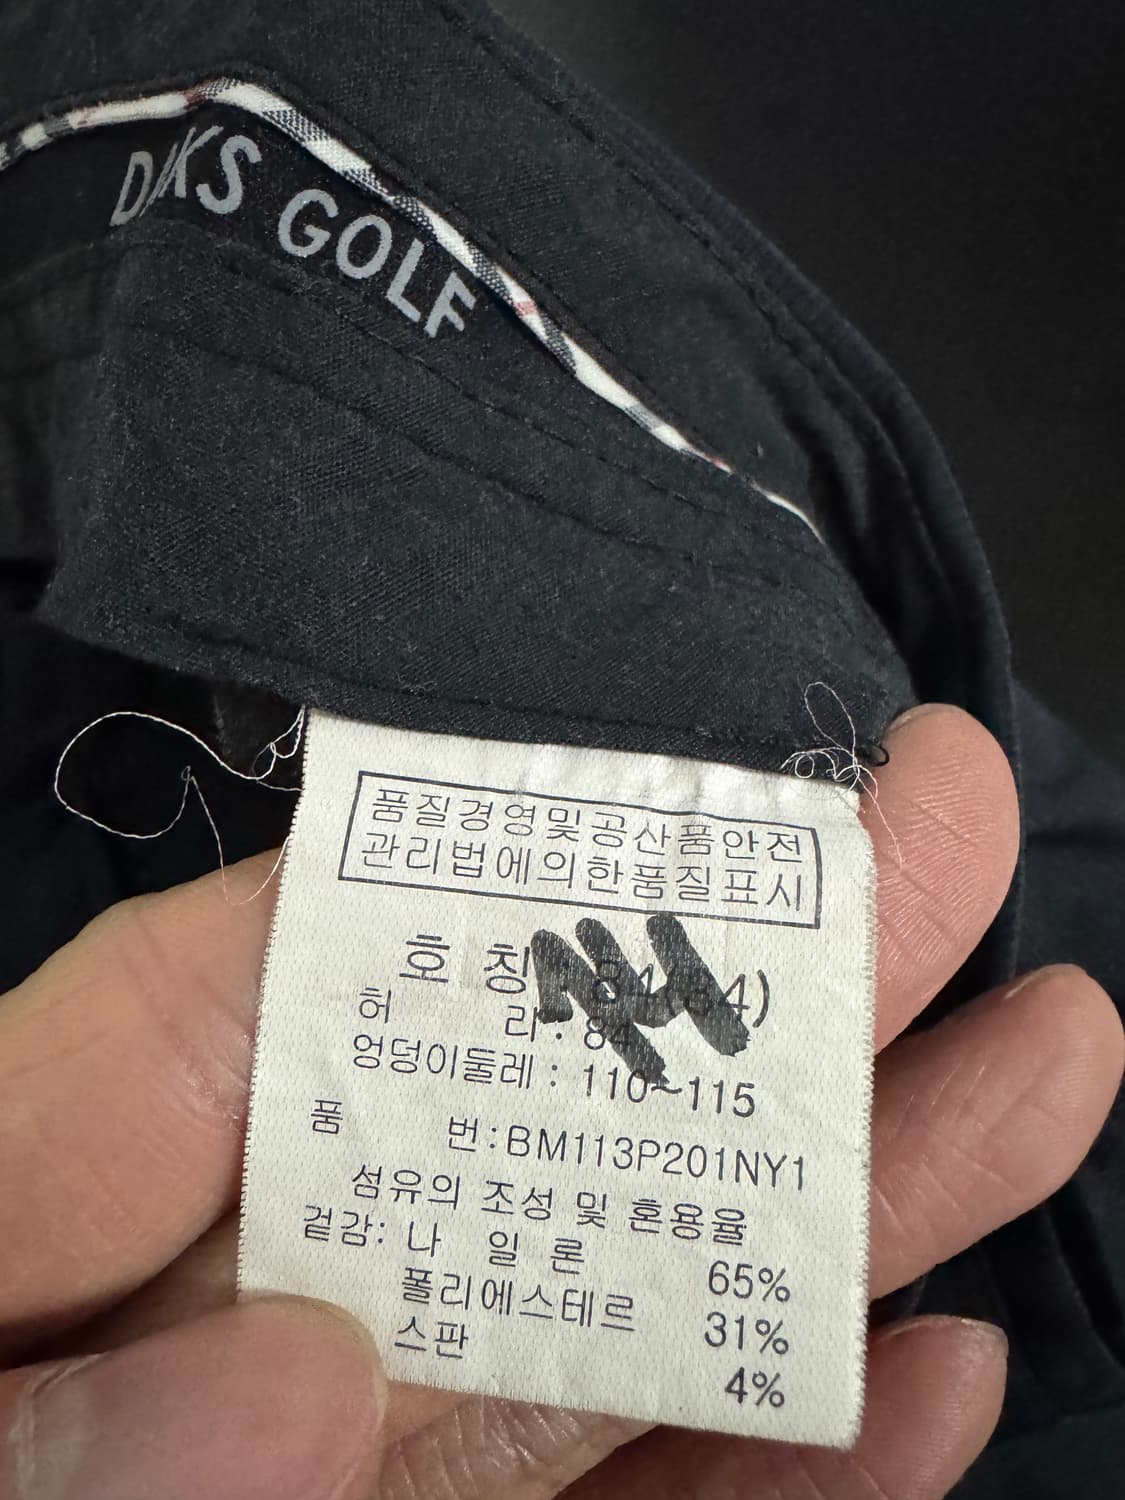 DAKS GOLF
품질경영및공산품안전
관리법에의한품질표시
호 칭 : 84(84)
허 리 : 84
엉덩이둘레 : 110~115
품 번:BM113P201NY1
섬유의 조성 및 혼용율
겉감: 나 일 론 65%
폴리에스테르 31%
스판 4%